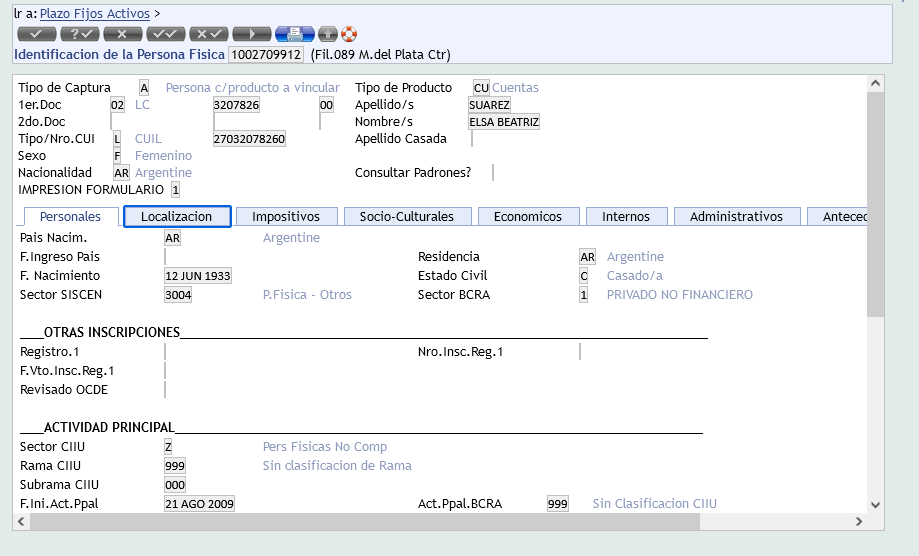 Ir a: Plazo Fijos Activos >
Identificacion de la Persona Fisica 1002709912 (Fil.089 M.del Plata Ctr)
Tipo de Captura A Persona c/producto a vincular Tipo de Producto CU Cuentas
1er.Doc 02 LC 3207826 00 Apellido/s SUAREZ
2do.Doc Nombre/s ELSA BEATRIZ
Tipo/Nro.CUI L CUIL 27032078260 Apellido Casada
Sexo F Femenino
Nacionalidad AR Argentine Consultar Padrones?
IMPRESION FORMULARIO 1
Personales Localizacion Impositivos Socio-Culturales Economicos Internos Administrativos Anteced
Pais Nacim. AR Argentine
F.Ingreso Pais Residencia AR Argentine
F. Nacimiento 12 JUN 1933 Estado Civil C Casado/a
Sector SISCEN 3004 P.Fisica - Otros Sector BCRA 1 PRIVADO NO FINANCIERO
___OTRAS INSCRIPCIONES___
Registro.1 Nro.Insc.Reg.1
F.Vto.Insc.Reg.1
Revisado OCDE
___ACTIVIDAD PRINCIPAL___
Sector CIIU Z Pers Fisicas No Comp
Rama CIIU 999 Sin clasificacion de Rama
Subrama CIIU 000
F.Ini.Act.Ppal 21 AGO 2009 Act.Ppal.BCRA 999 Sin Clasificacion CIIU